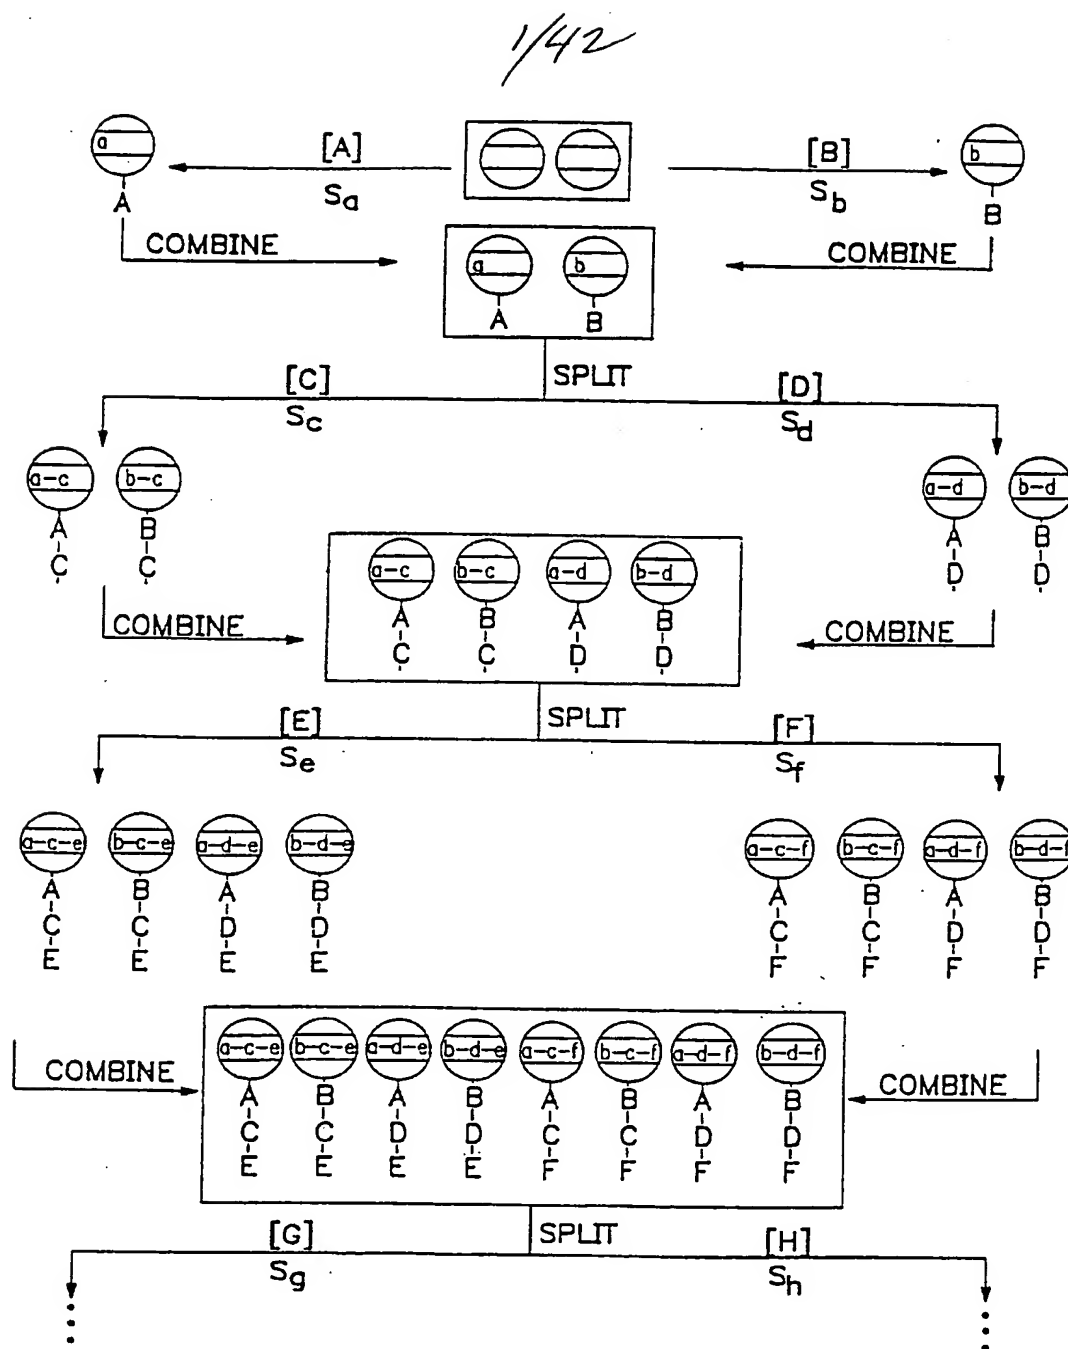 1/42
a [A] [B] b
A Sa Sb B
COMBINE a b COMBINE
A B
SPLIT
[C] [D]
Sc Sd
a-c b-c a-d b-d
A B A B
C C D D
a-c b-c a-d b-d
A B A B
C C D D
COMBINE COMBINE
SPLIT
[E] [F]
Se Sf
a-c-e b-c-e a-d-e b-d-e a-c-f b-c-f a-d-f b-d-f
A B A B A B A B
C C D D C C D D
E E E E F F F F
a-c-e b-c-e a-d-e b-d-e a-c-f b-c-f a-d-f b-d-f
COMBINE COMBINE
A B A B A B A B
C C D D C C D D
E E E E F F F F
SPLIT
[G] [H]
Sg Sh